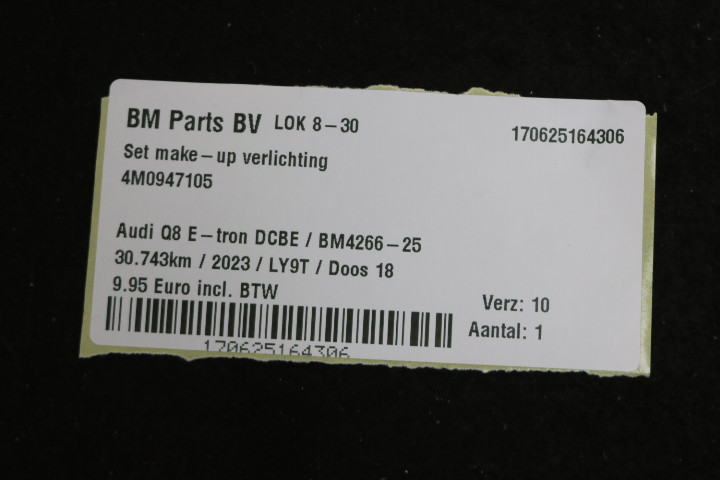 BM Parts BV LOK 8-30 170625164306
Set make-up verlichting
4M0947105
Audi Q8 E-tron DCBE / BM4266-25
30.743km / 2023 / LY9T / Doos 18
9.95 Euro incl. BTW
Verz: 10
Aantal: 1
170625164306